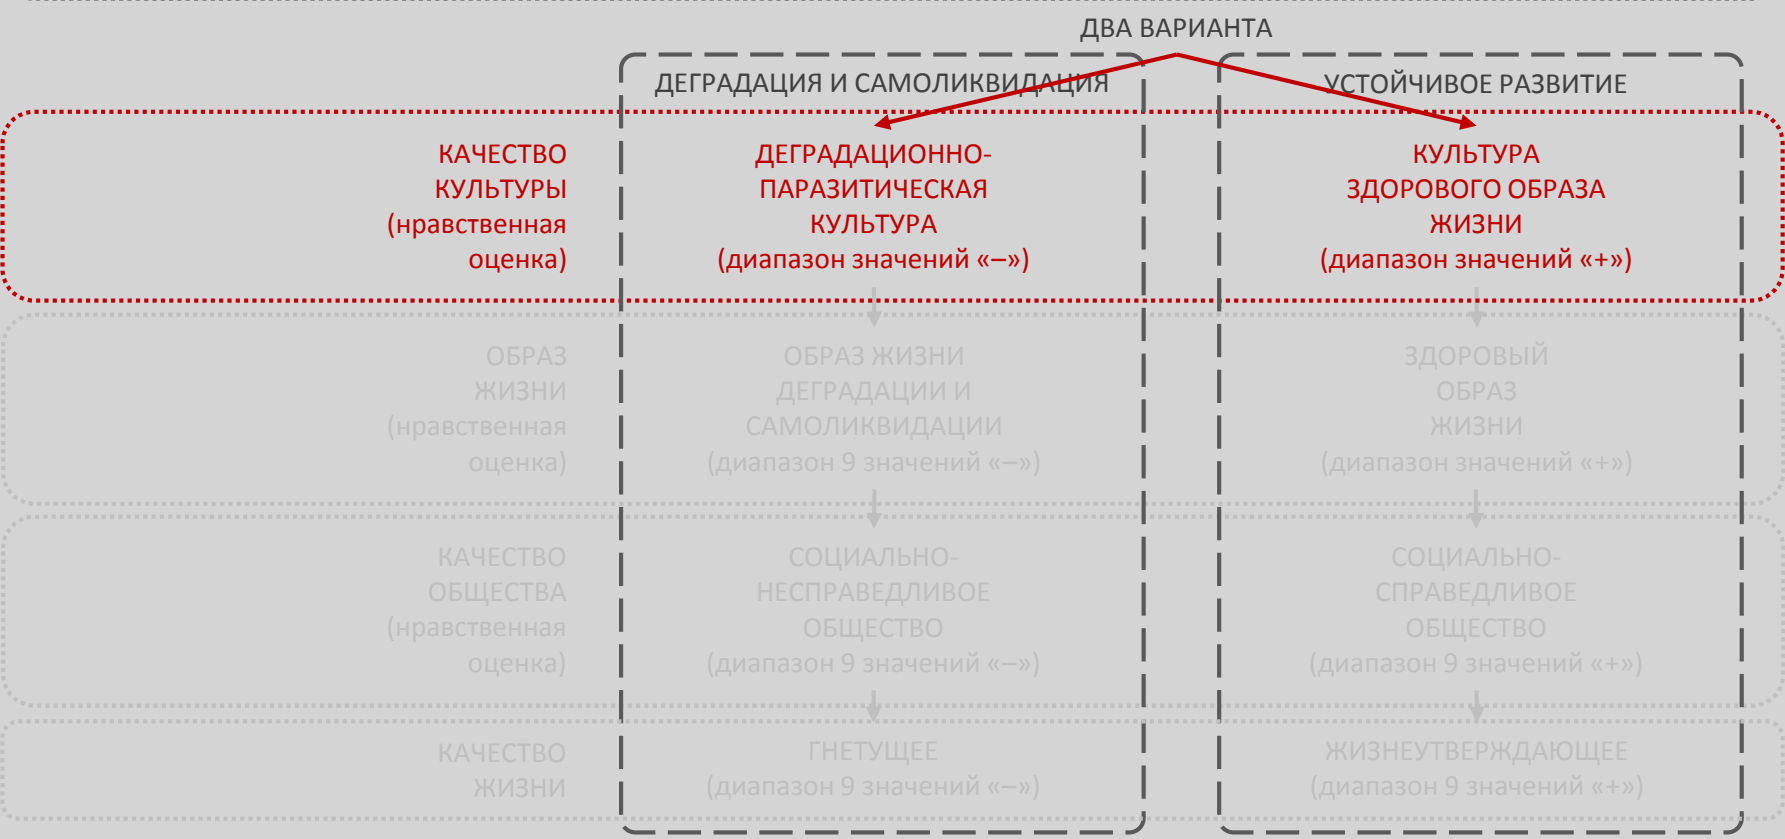 ДВА ВАРИАНТА
ДЕГРАДАЦИЯ И САМОЛИКВИДАЦИЯ
УСТОЙЧИВОЕ РАЗВИТИЕ
КАЧЕСТВО
КУЛЬТУРЫ
(нравственная
оценка)
ДЕГРАДАЦИОННО-
ПАРАЗИТИЧЕСКАЯ
КУЛЬТУРА
(диапазон значений «–»)
КУЛЬТУРА
ЗДОРОВОГО ОБРАЗА
ЖИЗНИ
(диапазон значений «+»)
ОБРАЗ
ЖИЗНИ
(нравственная
оценка)
ОБРАЗ ЖИЗНИ
ДЕГРАДАЦИИ И
САМОЛИКВИДАЦИИ
(диапазон 9 значений «–»)
ЗДОРОВЫЙ
ОБРАЗ
ЖИЗНИ
(диапазон значений «+»)
КАЧЕСТВО
ОБЩЕСТВА
(нравственная
оценка)
СОЦИАЛЬНО-
НЕСПРАВЕДЛИВОЕ
ОБЩЕСТВО
(диапазон 9 значений «–»)
СОЦИАЛЬНО-
СПРАВЕДЛИВОЕ
ОБЩЕСТВО
(диапазон 9 значений «+»)
КАЧЕСТВО
ЖИЗНИ
ГНЕТУЩЕЕ
(диапазон 9 значений «–»)
ЖИЗНЕУТВЕРЖДАЮЩЕЕ
(диапазон 9 значений «+»)